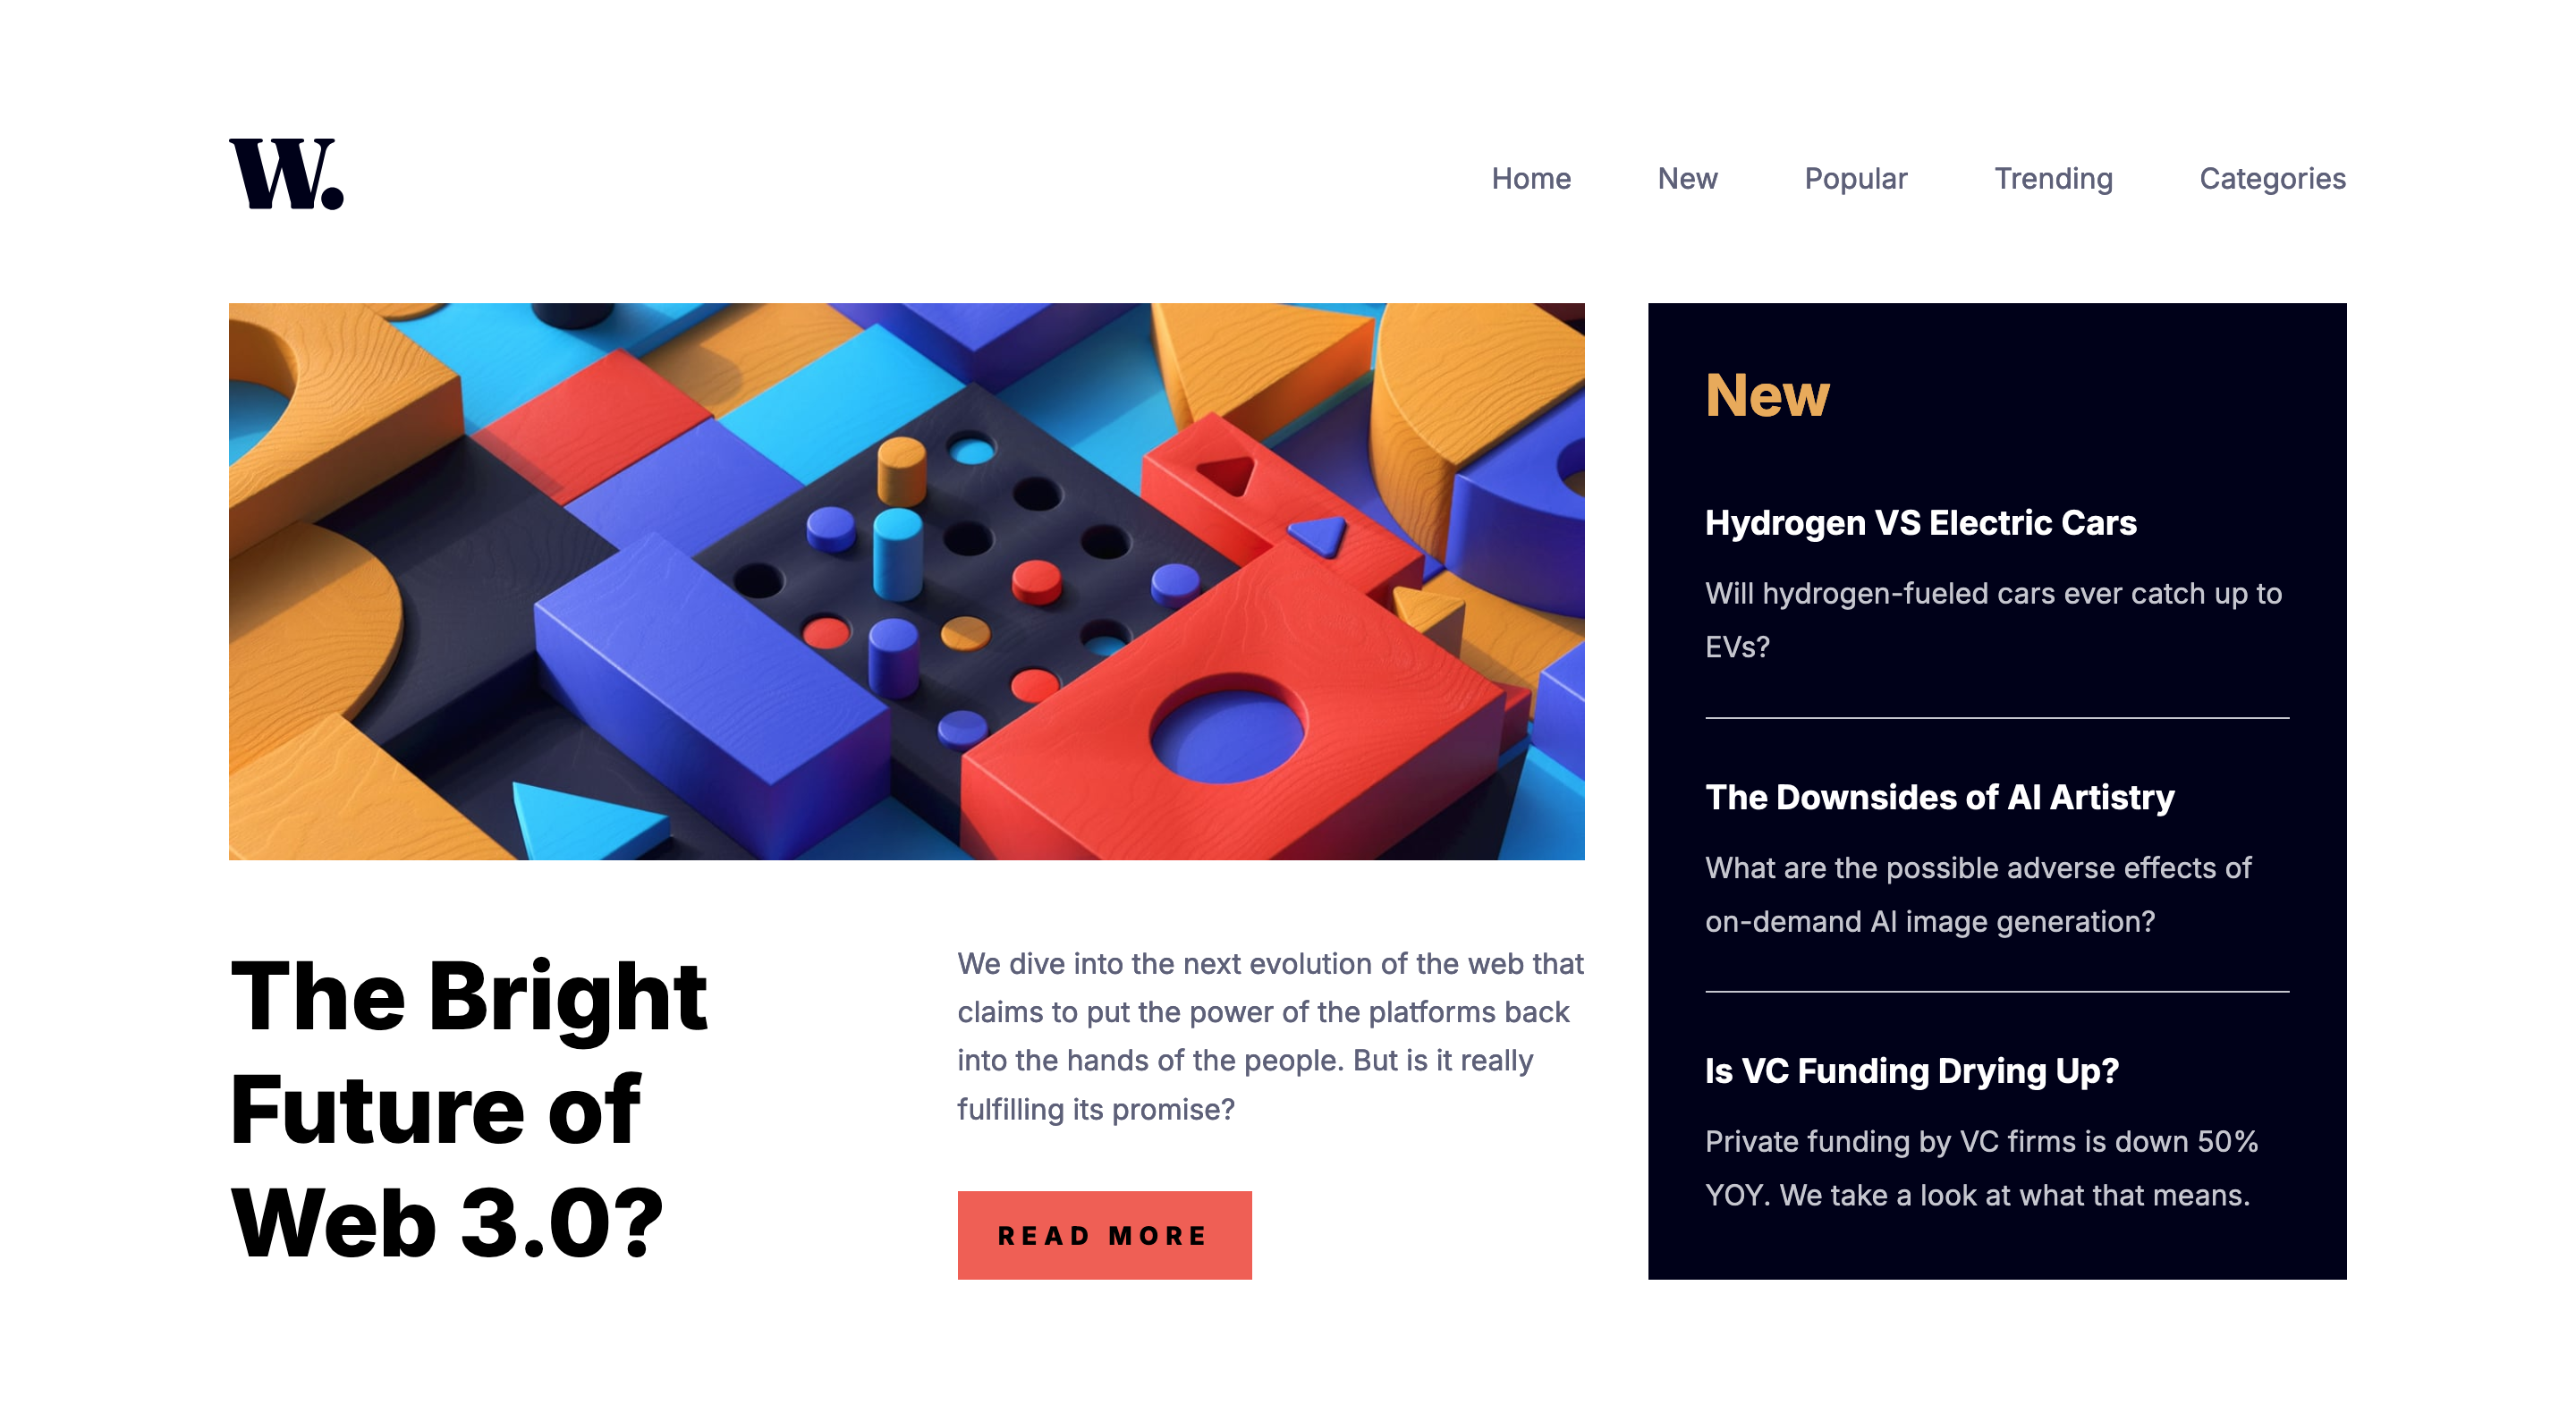 W.
Home
New
Popular
Trending
Categories
The Bright
Future of
Web 3.0?
We dive into the next evolution of the web that
claims to put the power of the platforms back
into the hands of the people. But is it really
fulfilling its promise?
READ MORE
New
Hydrogen VS Electric Cars
Will hydrogen-fueled cars ever catch up to
EVs?
The Downsides of AI Artistry
What are the possible adverse effects of
on-demand AI image generation?
Is VC Funding Drying Up?
Private funding by VC firms is down 50%
YOY. We take a look at what that means.